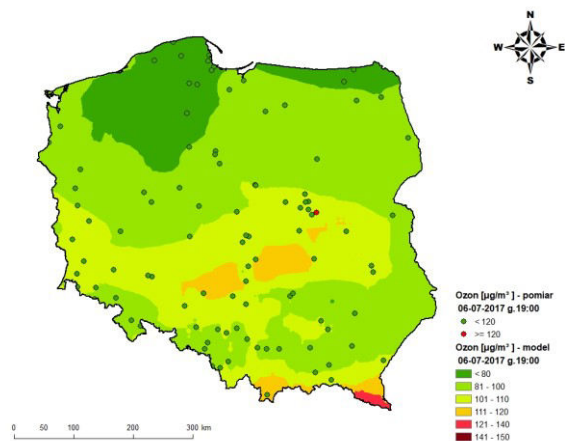 N
W E
S
Ozon [µg/m³ ] - pomiar
06-07-2017 g.19:00
< 120
>= 120
Ozon [µg/m³ ] - model
06-07-2017 g.19:00
< 80
81 - 100
101 - 110
111 - 120
121 - 140
141 - 150
0 50 100 200 300 km